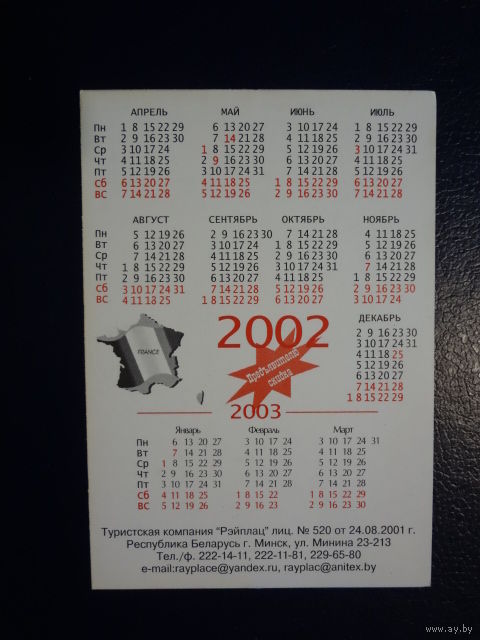 АПРЕЛЬ МАЙ ИЮНЬ ИЮЛЬ
Пн 1 8 15 22 29 6 13 20 27 3 10 17 24 1 8 15 22 29
Вт 2 9 16 23 30 7 14 21 28 4 11 18 25 2 9 16 23 30
Ср 3 10 17 24 1 8 15 22 29 5 12 19 26 3 10 17 24 31
Чт 4 11 18 25 2 9 16 23 30 6 13 20 27 4 11 18 25
Пт 5 12 19 26 3 10 17 24 31 7 14 21 28 5 12 19 26
Сб 6 13 20 27 4 11 18 25 1 8 15 22 29 6 13 20 27
ВС 7 14 21 28 5 12 19 26 2 9 16 23 30 7 14 21 28
АВГУСТ СЕНТЯБРЬ ОКТЯБРЬ НОЯБРЬ
Пн 5 12 19 26 2 9 16 23 30 7 14 21 28 4 11 18 25
Вт 6 13 20 27 3 10 17 24 1 8 15 22 29 5 12 19 26
Ср 7 14 21 28 4 11 18 25 2 9 16 23 30 6 13 20 27
Чт 1 8 15 22 29 5 12 19 26 3 10 17 24 31 7 14 21 28
Пт 2 9 16 23 30 6 13 20 27 4 11 18 25 1 8 15 22 29
Сб 3 10 17 24 31 7 14 21 28 5 12 19 26 2 9 16 23 30
ВС 4 11 18 25 1 8 15 22 29 6 13 20 27 3 10 17 24
2002
ДЕКАБРЬ
2 9 16 23 30
3 10 17 24 31
4 11 18 25
5 12 19 26
6 13 20 27
7 14 21 28
1 8 15 22 29
FRANCE
Предъявителю
скидка
2003
Январь Февраль Март
Пн 6 13 20 27 3 10 17 24 3 10 17 24 31
Вт 7 14 21 28 4 11 18 25 4 11 18 25
Ср 1 8 15 22 29 5 12 19 26 5 12 19 26
Чт 2 9 16 23 30 6 13 20 27 6 13 20 27
Пт 3 10 17 24 31 7 14 21 28 7 14 21 28
Сб 4 11 18 25 1 8 15 22 1 8 15 22 29
ВС 5 12 19 26 2 9 16 23 2 9 16 23 30
Туристская компания "Рэйплац" лиц. № 520 от 24.08.2001 г.
Республика Беларусь г. Минск, ул. Минина 23-213
Тел./ф. 222-14-11, 222-11-81, 229-65-80
e-mail:rayplace@yandex.ru, rayplac@anitex.by
www.ay.by